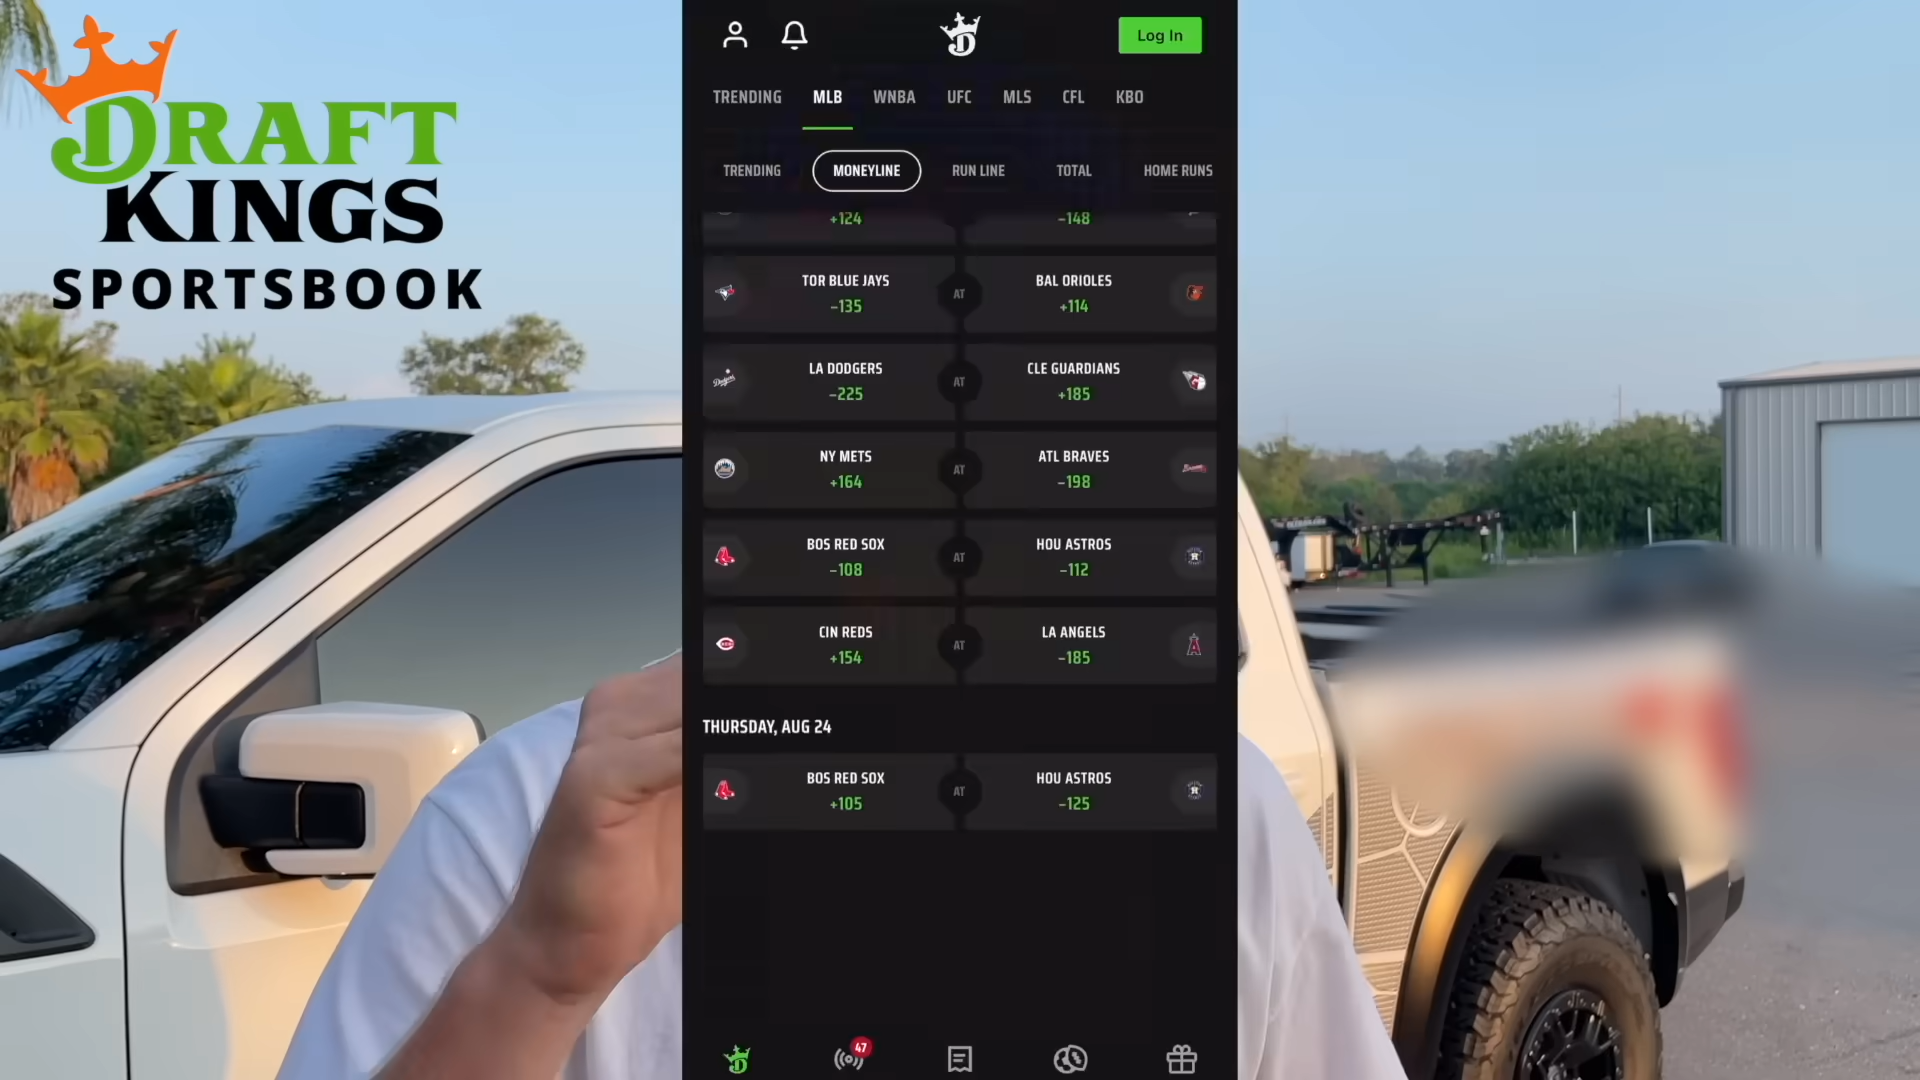 DRAFT
KINGS
SPORTSBOOK
Log In
TRENDING MLB WNBA UFC MLS CFL KBO
TRENDING MONEYLINE RUN LINE TOTAL HOME RUNS
+124 −148
TOR BLUE JAYS AT BAL ORIOLES
−135 +114
LA DODGERS AT CLE GUARDIANS
−225 +185
NY METS AT ATL BRAVES
+164 −198
BOS RED SOX AT HOU ASTROS
−108 −112
CIN REDS AT LA ANGELS
+154 −185
THURSDAY, AUG 24
BOS RED SOX AT HOU ASTROS
+105 −125
47